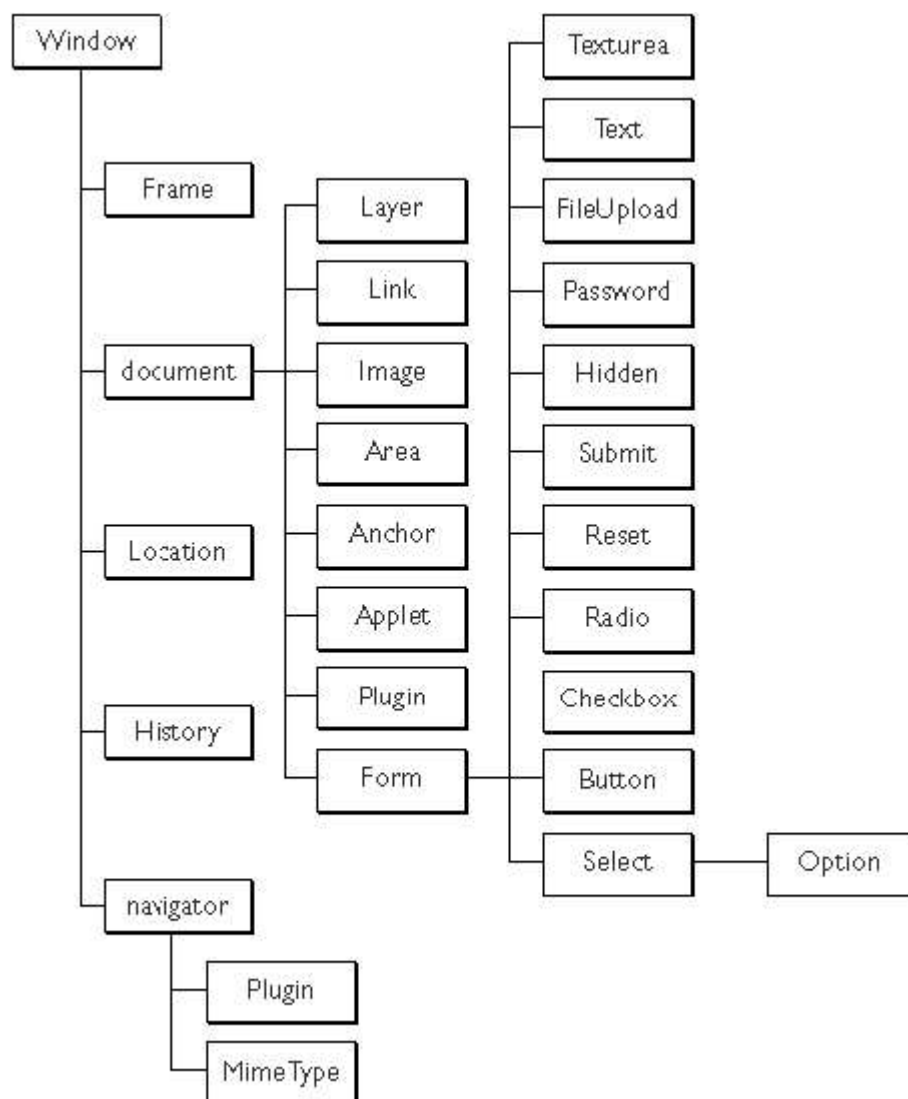 Window
Frame
document
Location
History
navigator
Plugin
MimeType
Layer
Link
Image
Area
Anchor
Applet
Plugin
Form
Texturea
Text
FileUpload
Password
Hidden
Submit
Reset
Radio
Checkbox
Button
Select
Option